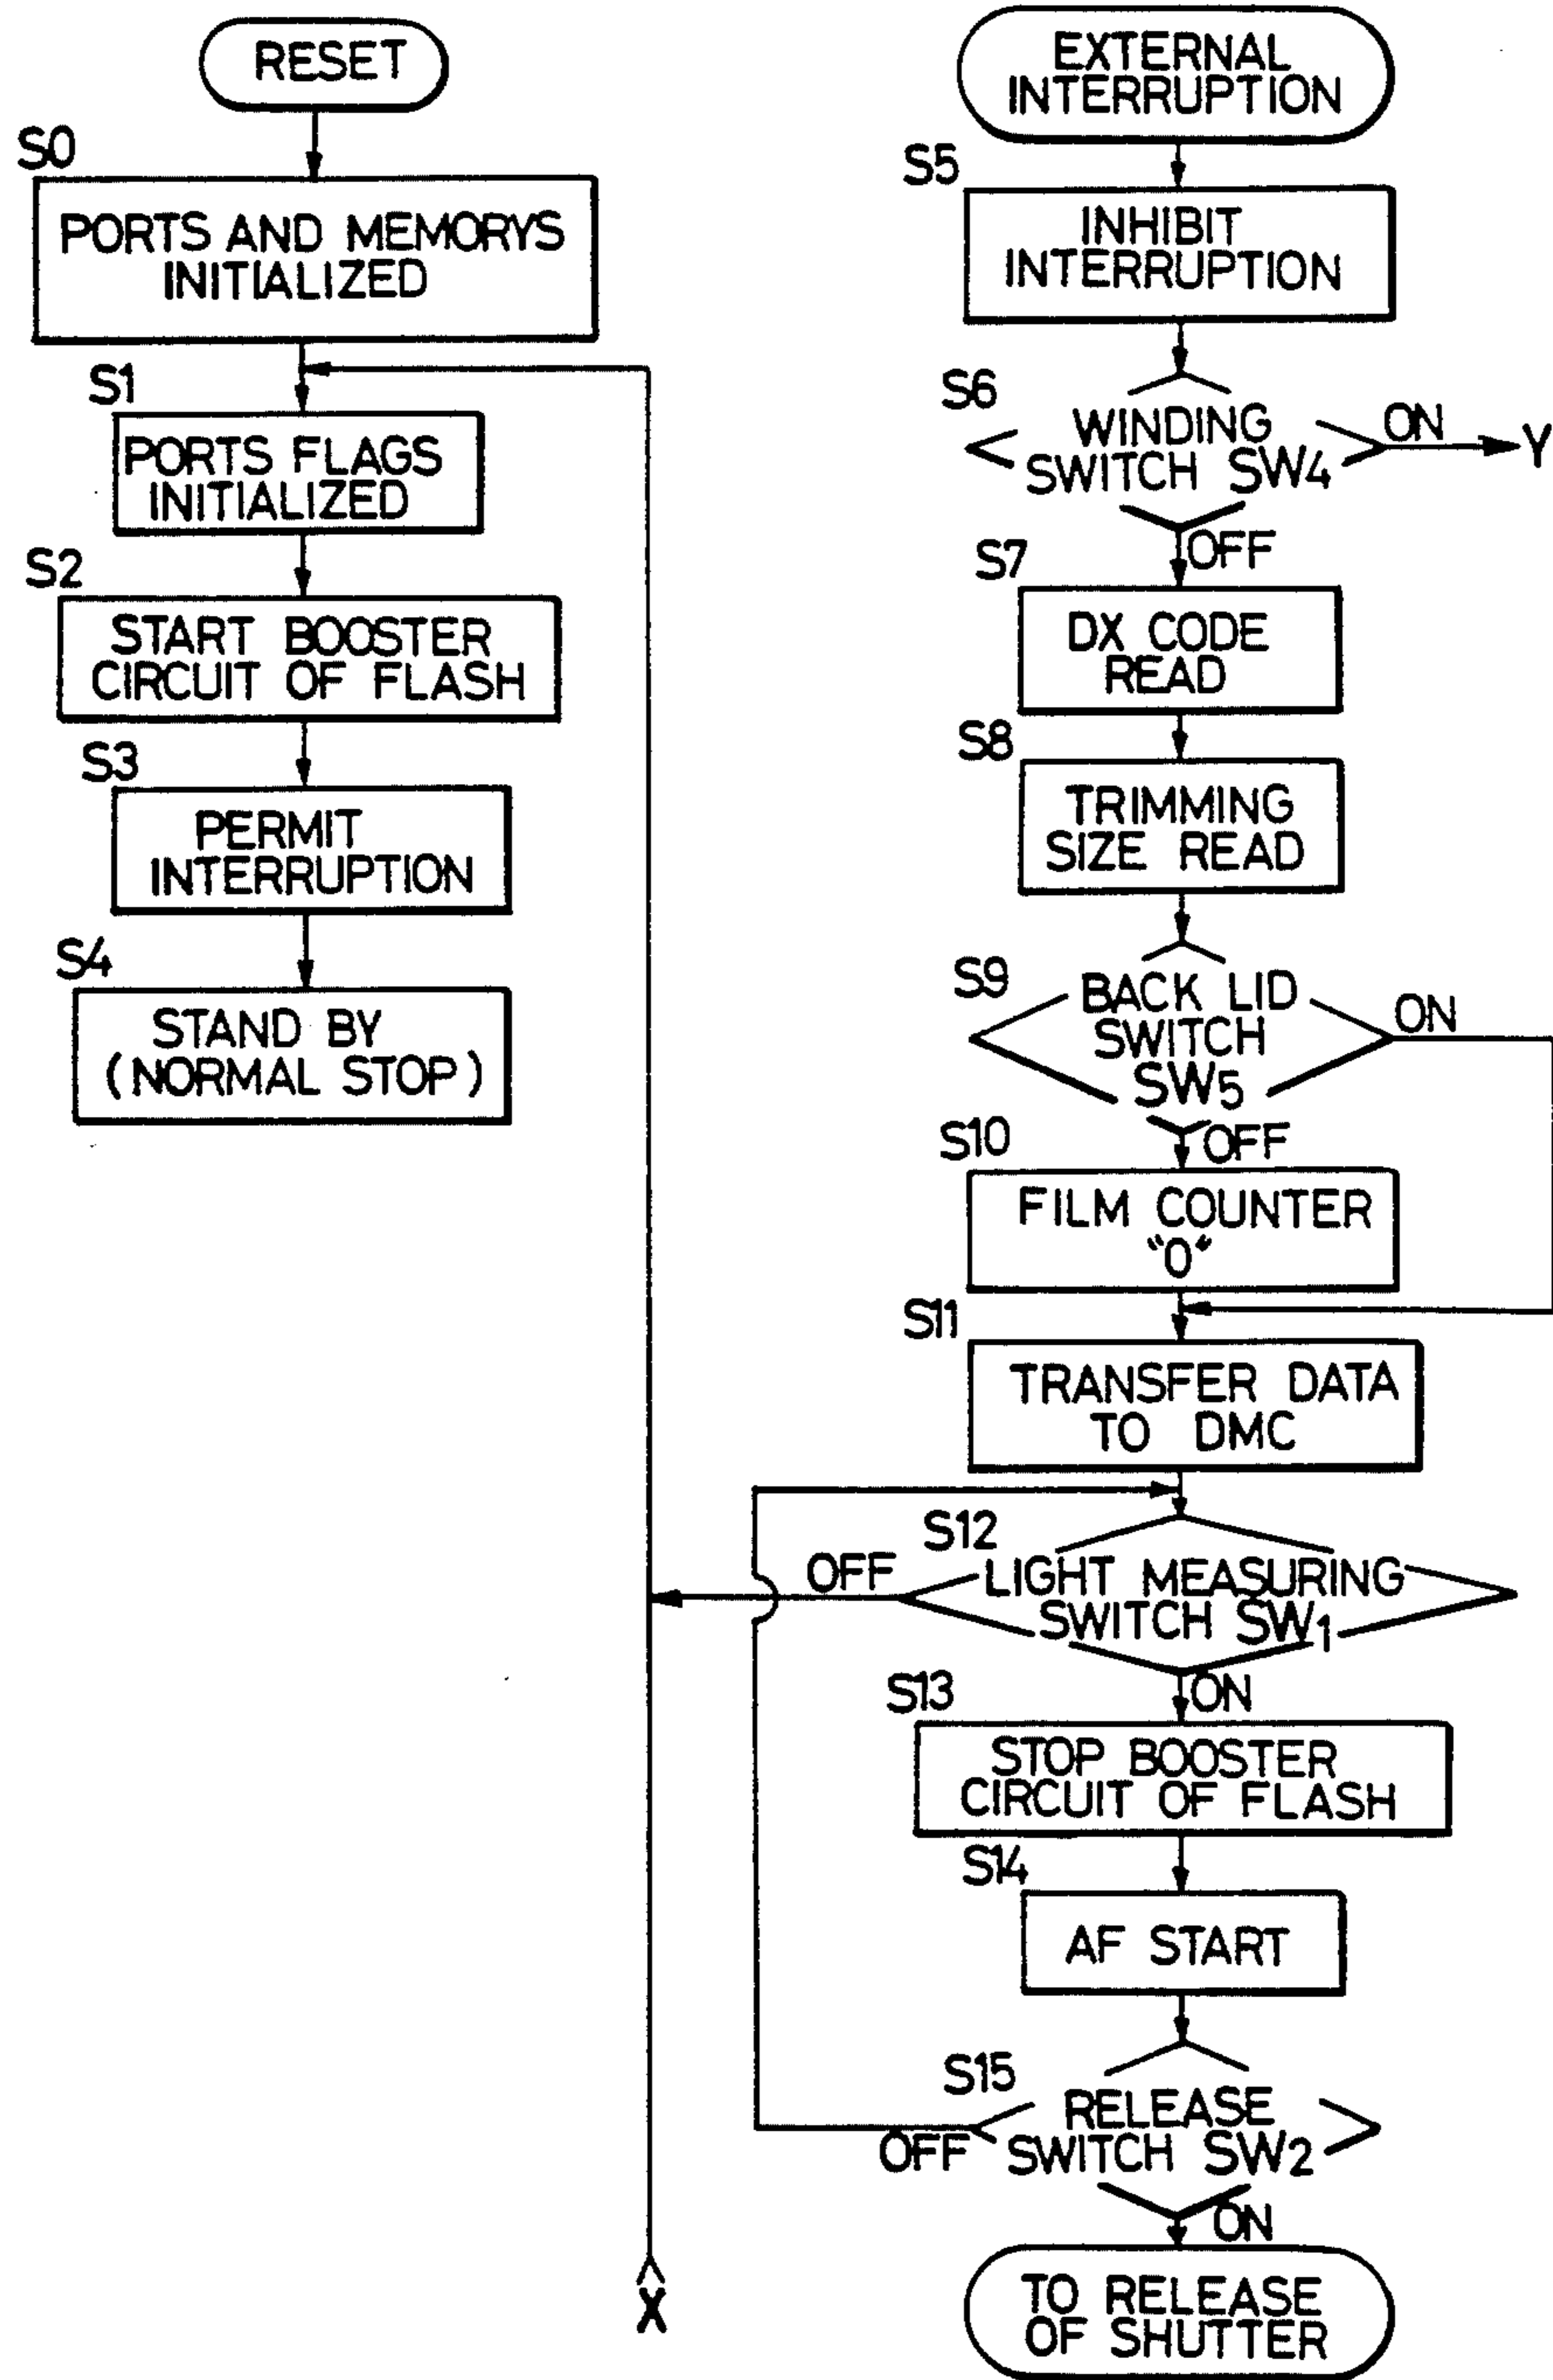 RESET
S0
PORTS AND MEMORYS
INITIALIZED
S1
PORTS FLAGS
INITIALIZED
S2
START BOOSTER
CIRCUIT OF FLASH
S3
PERMIT
INTERRUPTION
S4
STAND BY
(NORMAL STOP)
X
EXTERNAL
INTERRUPTION
S5
INHIBIT
INTERRUPTION
S6
WINDING
SWITCH SW4
ON
Y
OFF
S7
DX CODE
READ
S8
TRIMMING
SIZE READ
S9
BACK LID
SWITCH
SW5
ON
OFF
S10
FILM COUNTER
"0"
S11
TRANSFER DATA
TO DMC
S12
OFF
LIGHT MEASURING
SWITCH SW1
ON
S13
STOP BOOSTER
CIRCUIT OF FLASH
S14
AF START
S15
RELEASE
SWITCH SW2
OFF
ON
TO RELEASE
OF SHUTTER